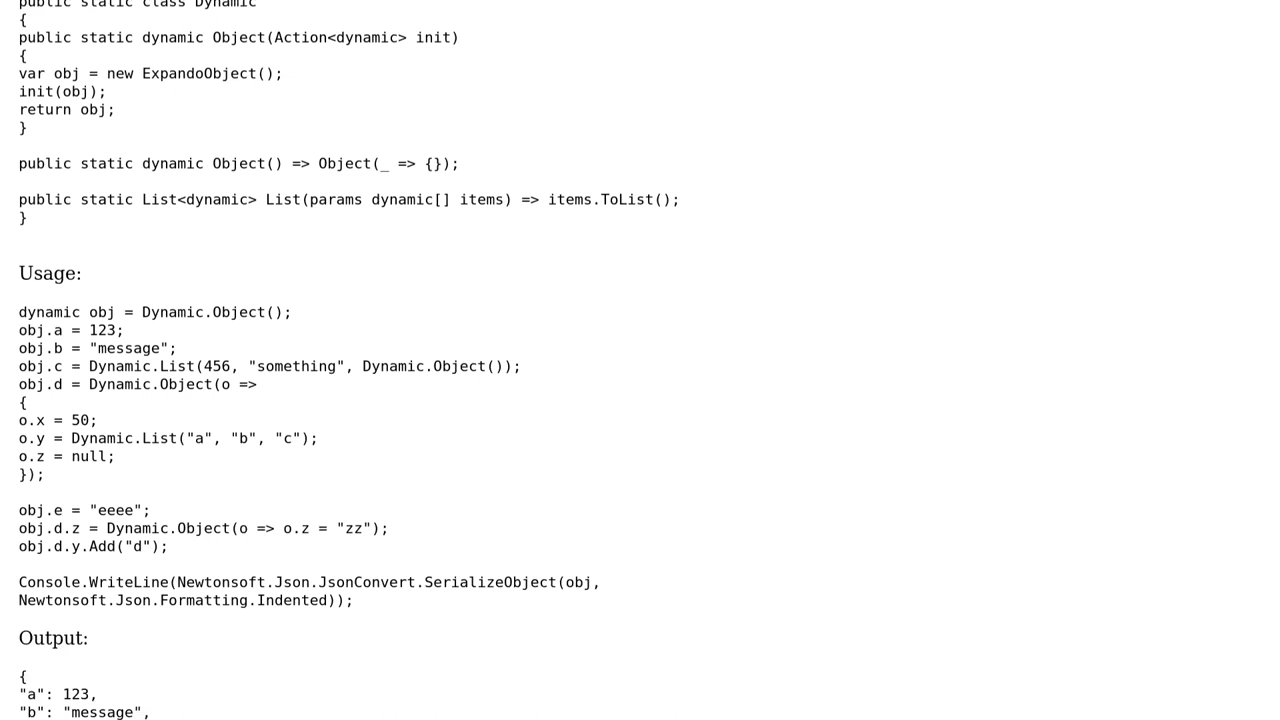 public static class Dynamic
{
public static dynamic Object(Action<dynamic> init)
{
var obj = new ExpandoObject();
init(obj);
return obj;
}

public static dynamic Object() => Object(_ => {});

public static List<dynamic> List(params dynamic[] items) => items.ToList();
}

Usage:

dynamic obj = Dynamic.Object();
obj.a = 123;
obj.b = "message";
obj.c = Dynamic.List(456, "something", Dynamic.Object());
obj.d = Dynamic.Object(o =>
{
o.x = 50;
o.y = Dynamic.List("a", "b", "c");
o.z = null;
});

obj.e = "eeee";
obj.d.z = Dynamic.Object(o => o.z = "zz");
obj.d.y.Add("d");

Console.WriteLine(Newtonsoft.Json.JsonConvert.SerializeObject(obj,
Newtonsoft.Json.Formatting.Indented));

Output:

{
"a": 123,
"b": "message",